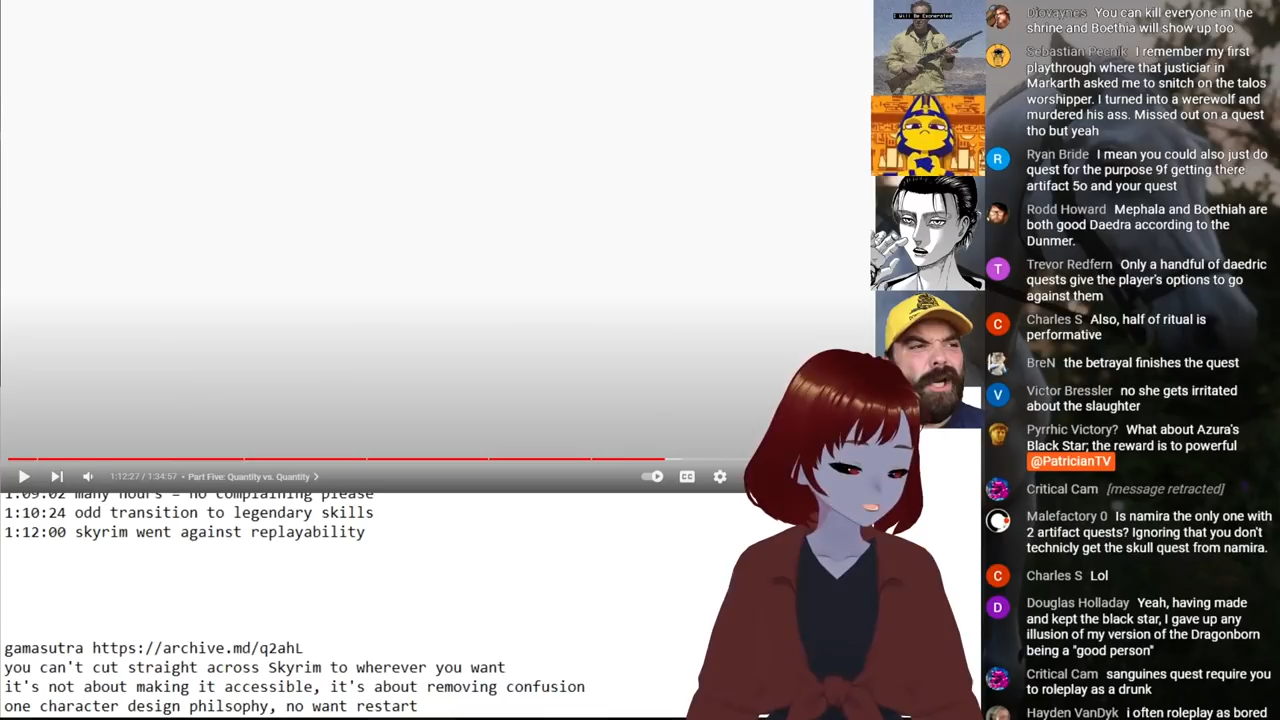 I Will Be Exonerated
1:12:27 / 1:34:57 • Part Five: Quantity vs. Quantity
1:09:02 many hours = no complaining please
1:10:24 odd transition to legendary skills
1:12:00 skyrim went against replayability
gamasutra https://archive.md/q2ahL
you can't cut straight across Skyrim to wherever you want
it's not about making it accessible, it's about removing confusion
one character design philsophy, no want restart
Diovaynes You can kill everyone in the
shrine and Boethia will show up too
Sebastian Pecnik I remember my first
playthrough where that justiciar in
Markarth asked me to snitch on the talos
worshipper. I turned into a werewolf and
murdered his ass. Missed out on a quest
tho but yeah
R
Ryan Bride I mean you could also just do
quest for the purpose 9f getting there
artifact 5o and your quest
Rodd Howard Mephala and Boethiah are
both good Daedra according to the
Dunmer.
T
Trevor Redfern Only a handful of daedric
quests give the player's options to go
against them
C
Charles S Also, half of ritual is
performative
BreN the betrayal finishes the quest
V
Victor Bressler no she gets irritated
about the slaughter
Pyrrhic Victory? What about Azura's
Black Star; the reward is to powerful
@PatricianTV
Critical Cam [message retracted]
Malefactory 0 Is namira the only one with
2 artifact quests? Ignoring that you don't
technicly get the skull quest from namira.
C
Charles S Lol
D
Douglas Holladay Yeah, having made
and kept the black star, I gave up any
illusion of my version of the Dragonborn
being a "good person"
Critical Cam sanguines quest require you
to roleplay as a drunk
Hayden VanDyk i often roleplay as bored